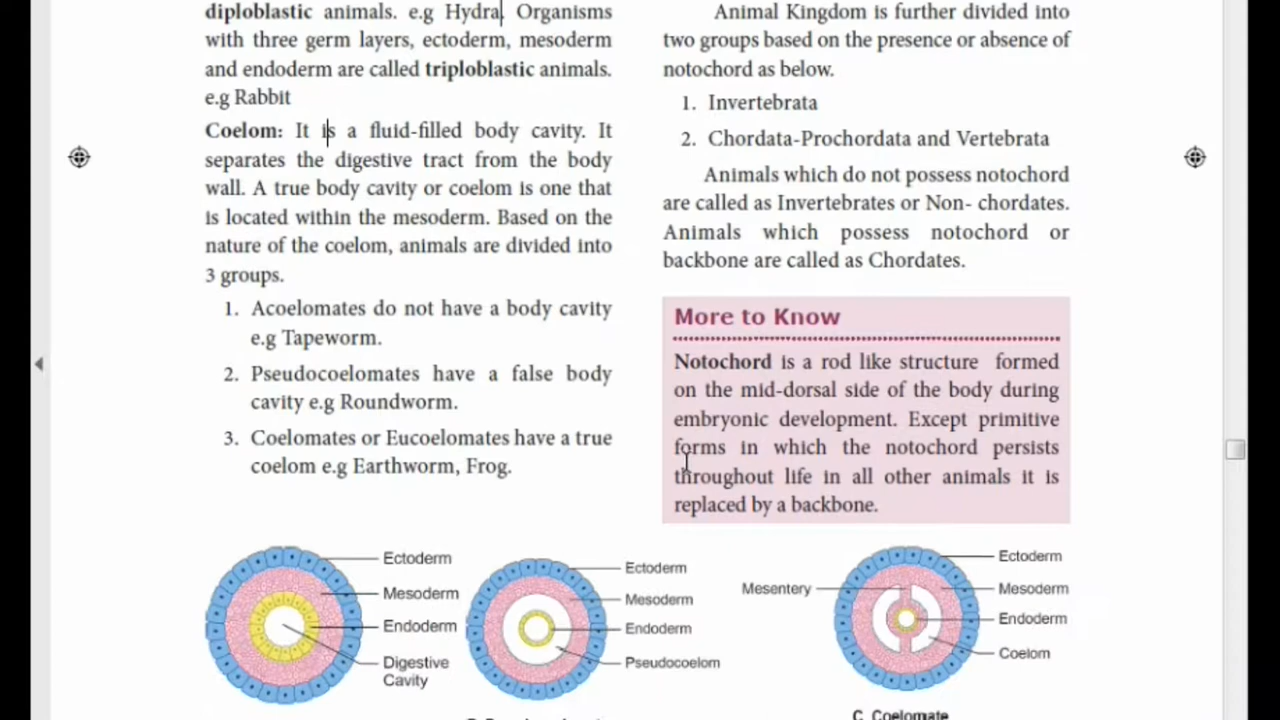 diploblastic animals. e.g Hydra. Organisms
with three germ layers, ectoderm, mesoderm
and endoderm are called triploblastic animals.
e.g Rabbit
Coelom: It is a fluid-filled body cavity. It
separates the digestive tract from the body
wall. A true body cavity or coelom is one that
is located within the mesoderm. Based on the
nature of the coelom, animals are divided into
3 groups.
1. Acoelomates do not have a body cavity
e.g Tapeworm.
2. Pseudocoelomates have a false body
cavity e.g Roundworm.
3. Coelomates or Eucoelomates have a true
coelom e.g Earthworm, Frog.
Animal Kingdom is further divided into
two groups based on the presence or absence of
notochord as below.
1. Invertebrata
2. Chordata-Prochordata and Vertebrata
Animals which do not possess notochord
are called as Invertebrates or Non- chordates.
Animals which possess notochord or
backbone are called as Chordates.
More to Know
Notochord is a rod like structure formed
on the mid-dorsal side of the body during
embryonic development. Except primitive
forms in which the notochord persists
throughout life in all other animals it is
replaced by a backbone.
Ectoderm
Mesoderm
Endoderm
Digestive
Cavity
Ectoderm
Mesoderm
Endoderm
Pseudocoelom
Mesentery
Ectoderm
Mesoderm
Endoderm
Coelom
C. Coelomate